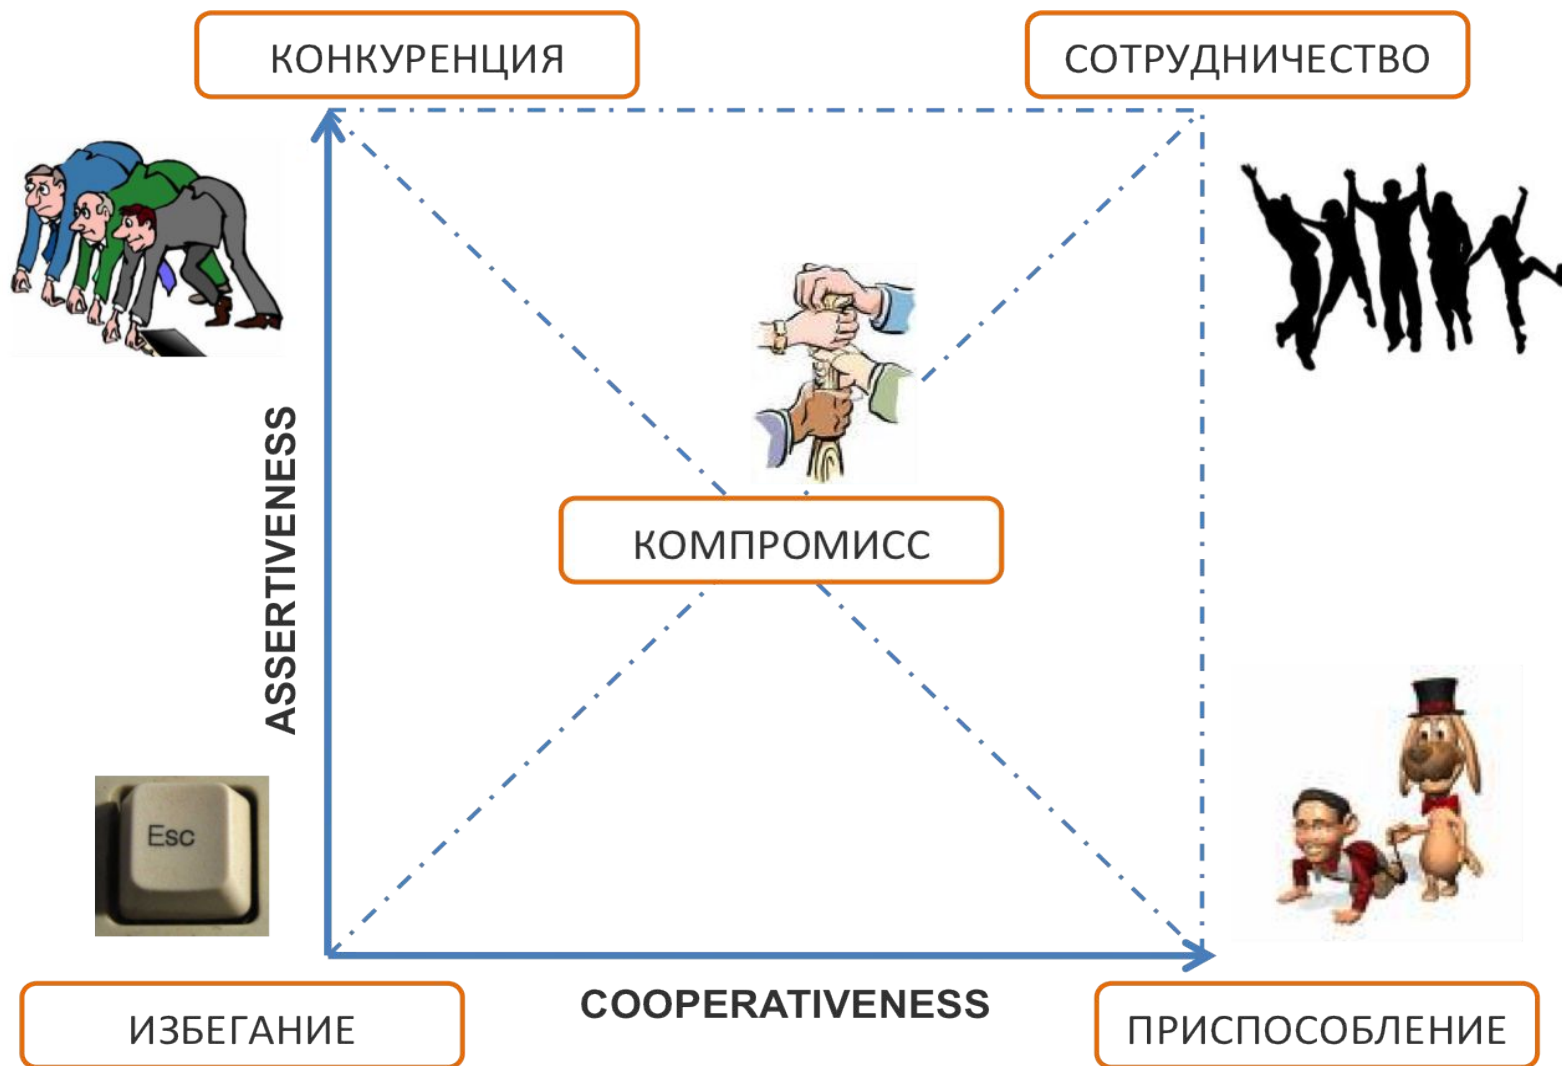 КОНКУРЕНЦИЯ
СОТРУДНИЧЕСТВО
ASSERTIVENESS
КОМПРОМИСС
Esc
COOPERATIVENESS
ИЗБЕГАНИЕ
ПРИСПОСОБЛЕНИЕ